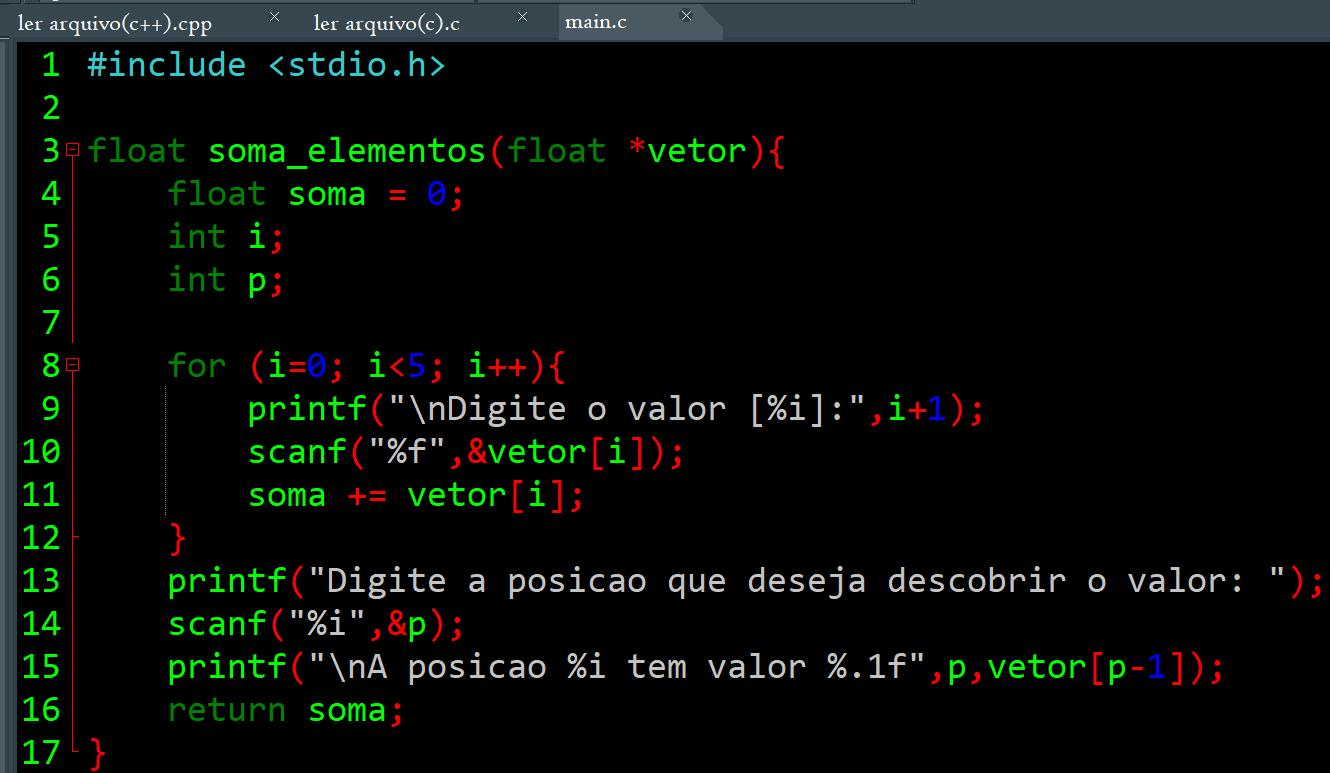 ler arquivo(c++).cpp ler arquivo(c).c main.c
1 #include <stdio.h>
2
3 float soma_elementos(float *vetor){
4 float soma = 0;
5 int i;
6 int p;
7
8 for (i=0; i<5; i++){
9 printf("\nDigite o valor [%i]:",i+1);
10 scanf("%f",&vetor[i]);
11 soma += vetor[i];
12 }
13 printf("Digite a posicao que deseja descobrir o valor: ");
14 scanf("%i",&p);
15 printf("\nA posicao %i tem valor %.1f",p,vetor[p-1]);
16 return soma;
17 }